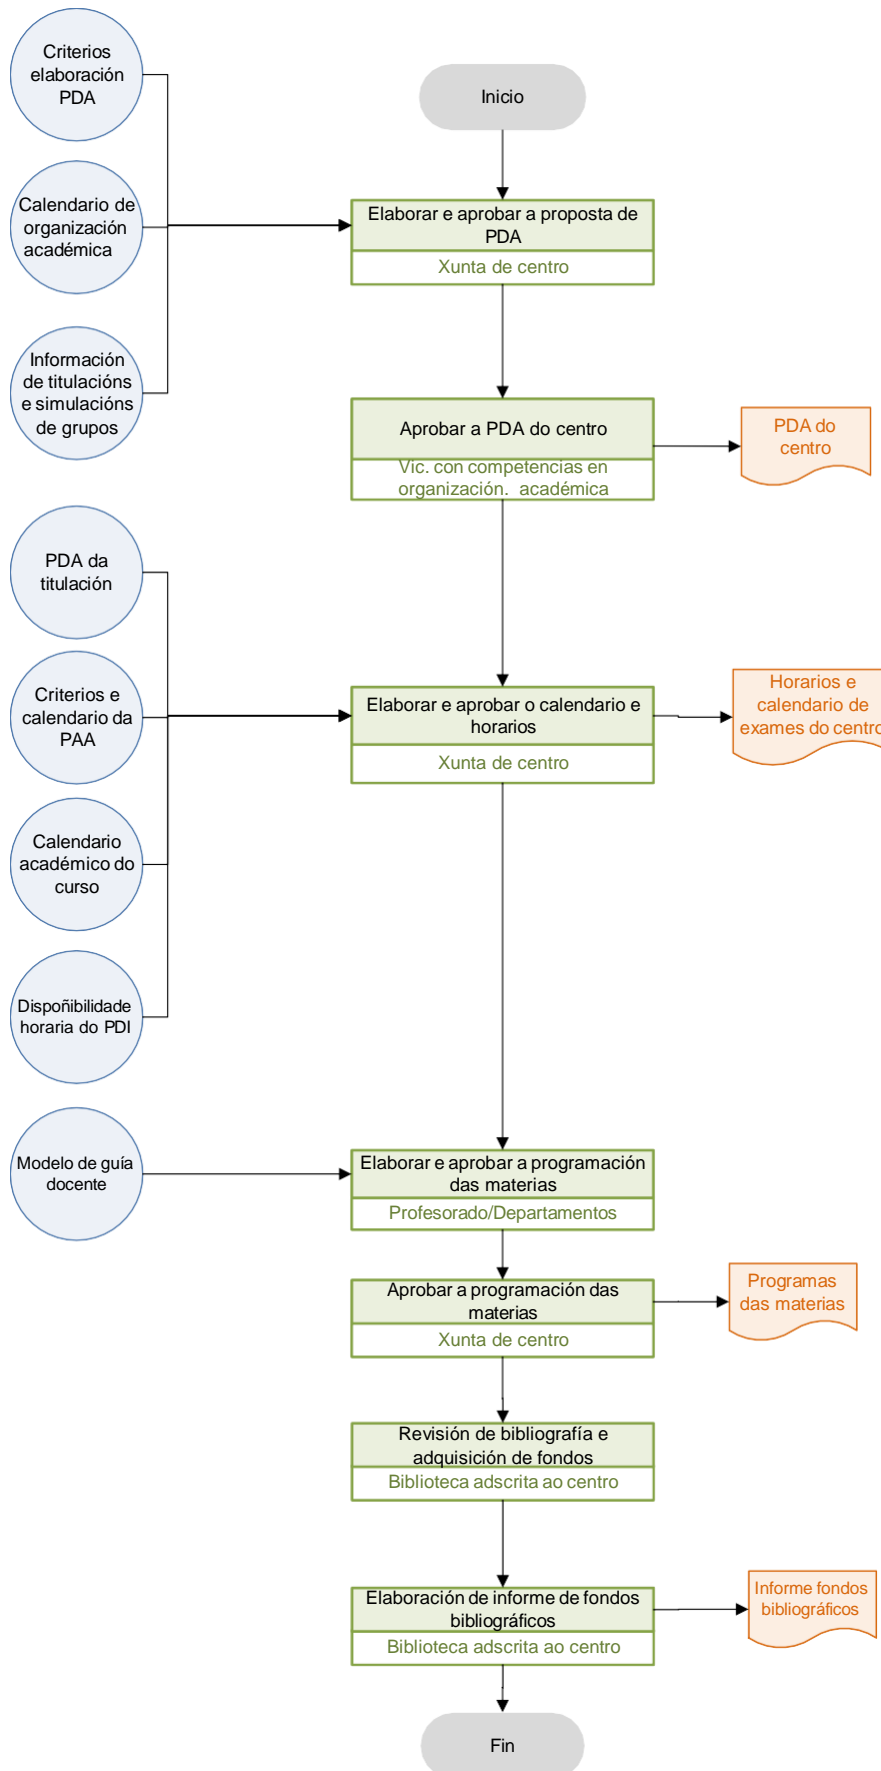 Criterios
elaboración
PDA
Inicio
Calendario de
organización
académica
Elaborar e aprobar a proposta de
PDA
Xunta de centro
Información
de titulacións
e simulacións
de grupos
Aprobar a PDA do centro
Vic. con competencias en
organización. académica
PDA do
centro
PDA da
titulación
Criterios e
calendario da
PAA
Elaborar e aprobar o calendario e
horarios
Xunta de centro
Horarios e
calendario de
exames do centro
Calendario
académico do
curso
Dispoñibilidade
horaria do PDI
Modelo de guía
docente
Elaborar e aprobar a programación
das materias
Profesorado/Departamentos
Aprobar a programación das
materias
Xunta de centro
Programas
das materias
Revisión de bibliografía e
adquisición de fondos
Biblioteca adscrita ao centro
Elaboración de informe de fondos
bibliográficos
Biblioteca adscrita ao centro
Informe fondos
bibliográficos
Fin